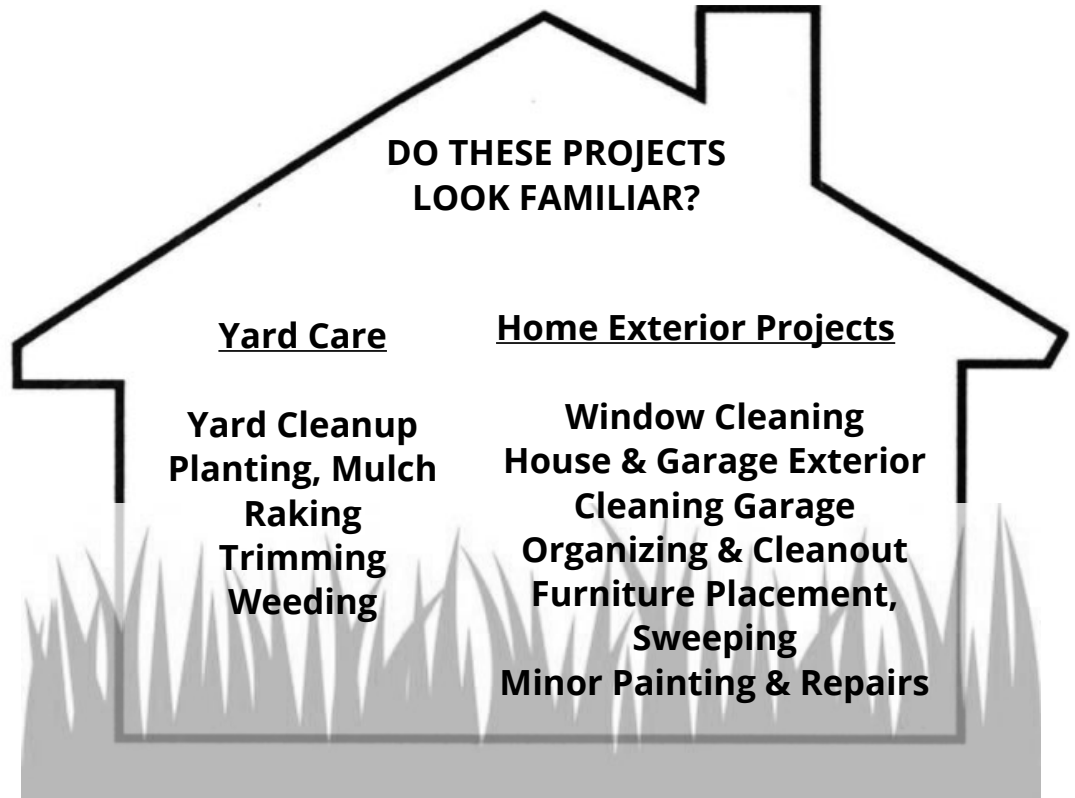 DO THESE PROJECTS
LOOK FAMILIAR?
Yard Care
Yard Cleanup
Planting, Mulch
Raking
Trimming
Weeding
Home Exterior Projects
Window Cleaning
House & Garage Exterior
Cleaning Garage
Organizing & Cleanout
Furniture Placement,
Sweeping
Minor Painting & Repairs